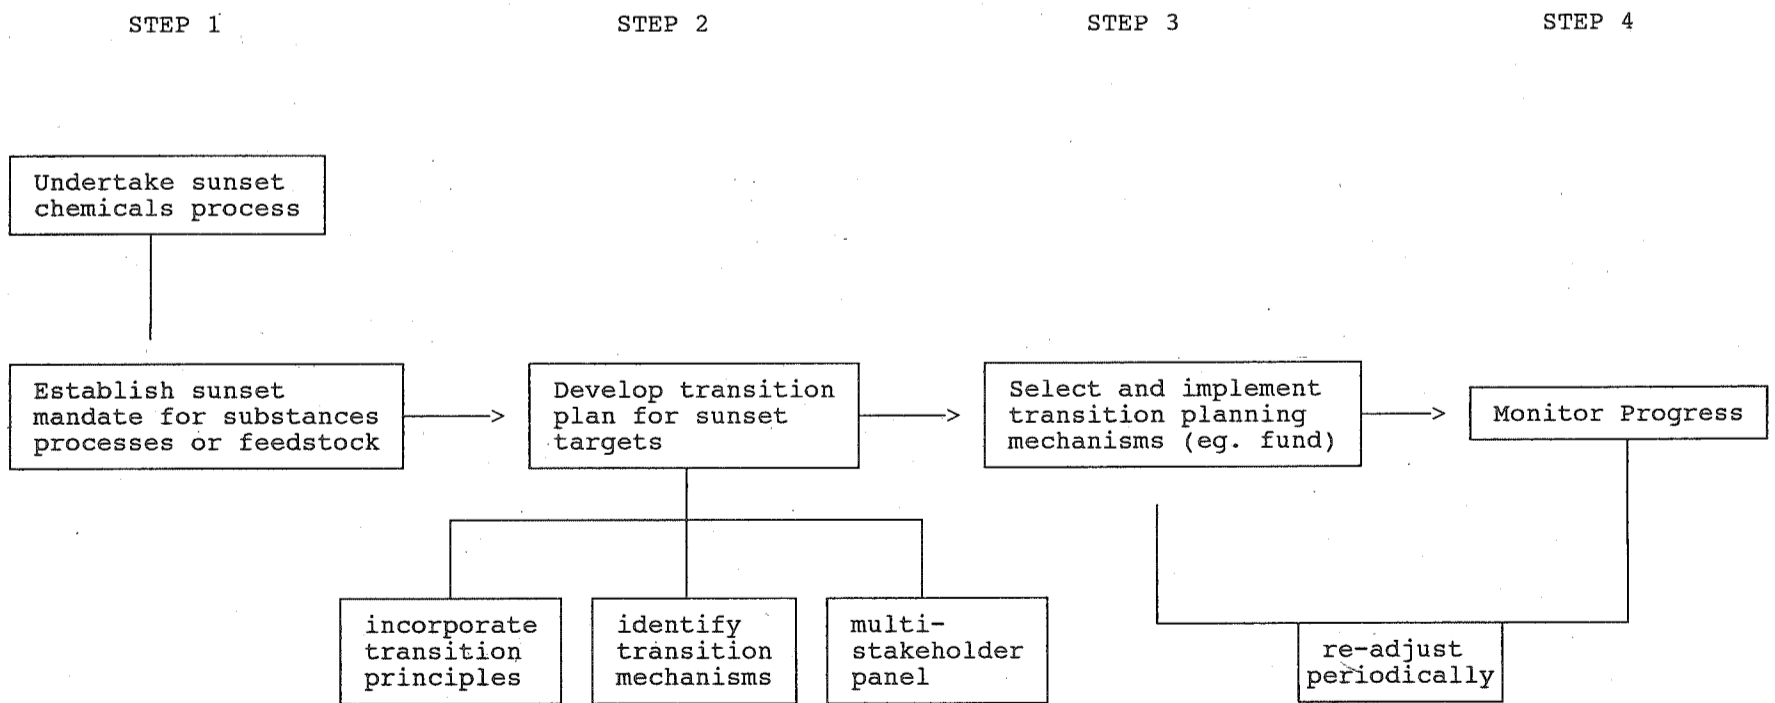 STEP 1
STEP 2
STEP 3
STEP 4
Undertake sunset
chemicals process
Establish sunset
mandate for substances
processes or feedstock
Develop transition
plan for sunset
targets
Select and implement
transition planning
mechanisms (eg. fund)
Monitor Progress
incorporate
transition
principles
identify
transition
mechanisms
multi-
stakeholder
panel
re-adjust
periodically